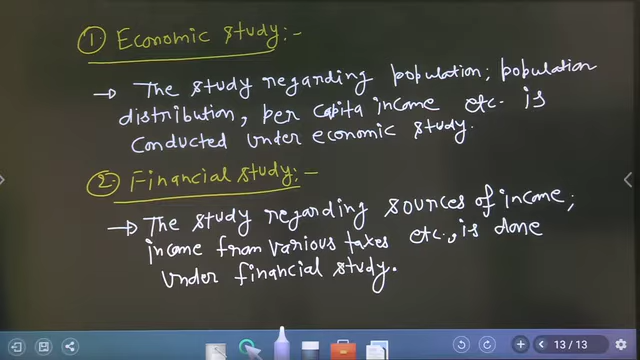 ① Economic study:-
→ The study regarding population; population
distribution, per capita income etc. is
conducted under economic study.
② Financial study:-
→ The study regarding sources of income;
income from various taxes etc., is done
under financial study.
13 / 13